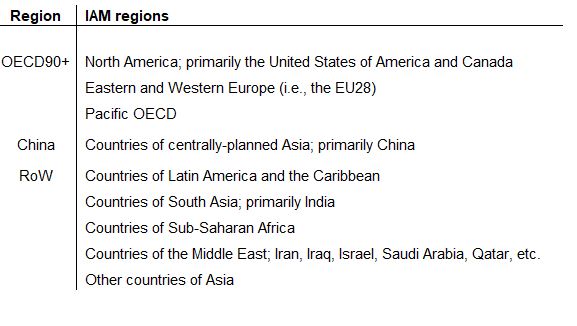 Region IAM regions
OECD90+ North America; primarily the United States of America and Canada
Eastern and Western Europe (i.e., the EU28)
Pacific OECD
China Countries of centrally-planned Asia; primarily China
RoW Countries of Latin America and the Caribbean
Countries of South Asia; primarily India
Countries of Sub-Saharan Africa
Countries of the Middle East; Iran, Iraq, Israel, Saudi Arabia, Qatar, etc.
Other countries of Asia